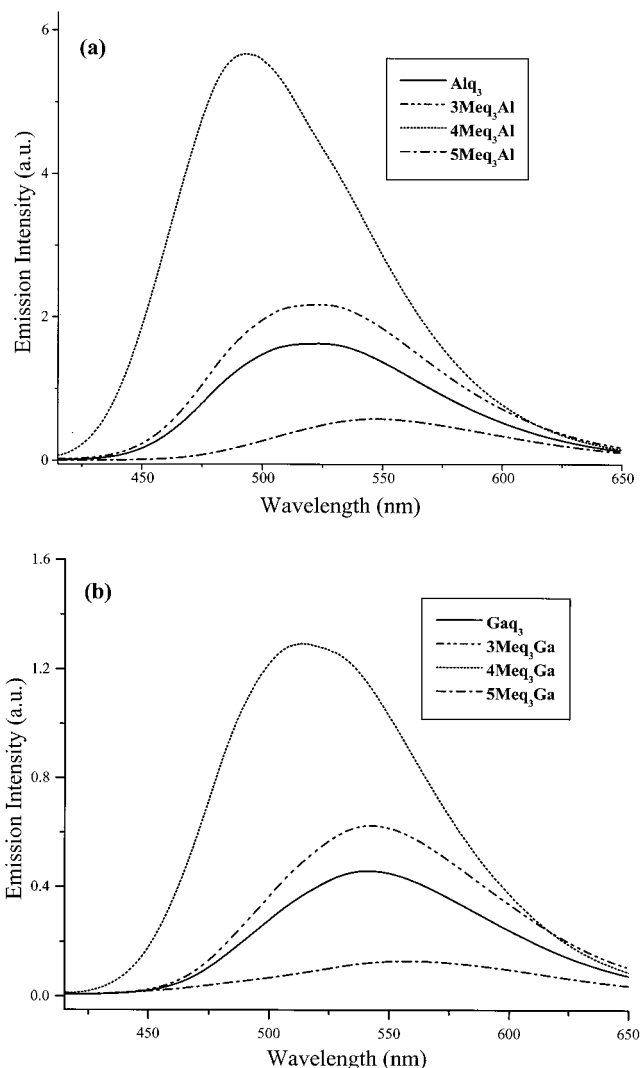 (a)
6
4
2
0
Emission Intensity (a.u.)
Alq3
3Meq3Al
4Meq3Al
5Meq3Al
450 500 550 600 650
Wavelength (nm)
(b)
1.6
1.2
0.8
0.4
0.0
Emission Intensity (a.u.)
Gaq3
3Meq3Ga
4Meq3Ga
5Meq3Ga
450 500 550 600 650
Wavelength (nm)